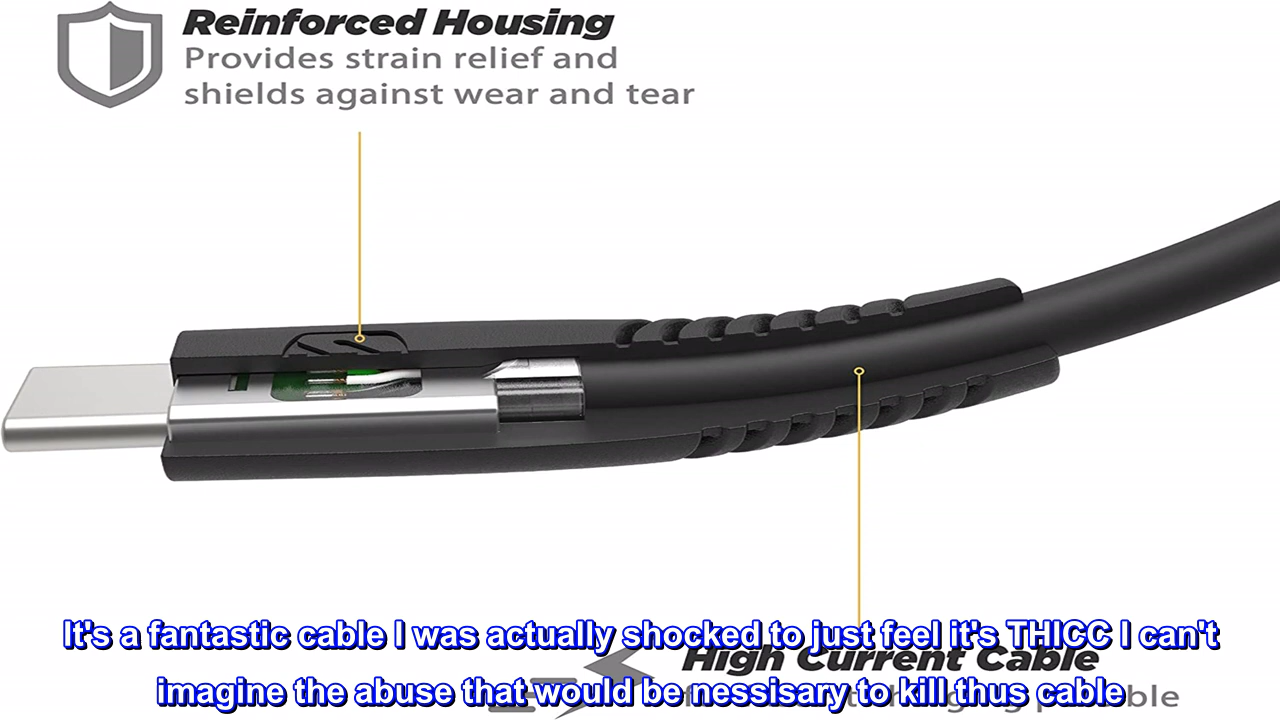 Reinforced Housing
Provides strain relief and
shields against wear and tear
It's a fantastic cable I was actually shocked to just feel it's THICC I can't
High Current Cable
imagine the abuse that would be nessisary to kill thus cable